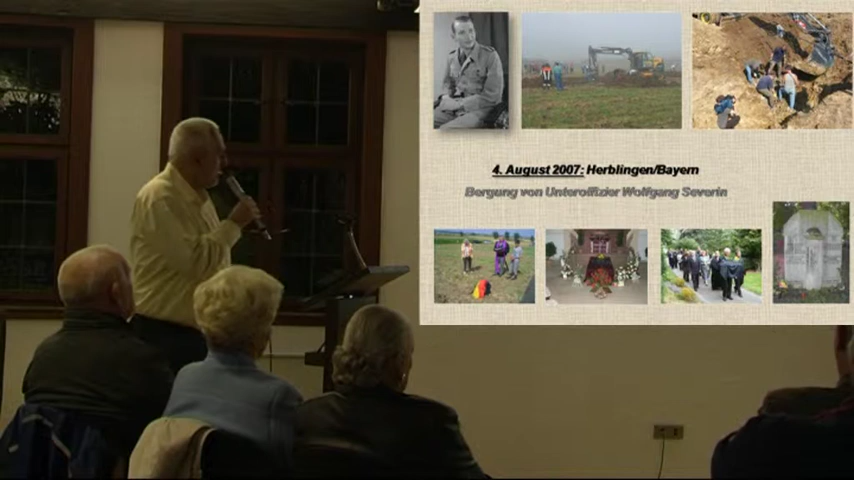 4. August 2007: Herblingen/Bayern
Bergung von Unteroffizier Wolfgang Severin